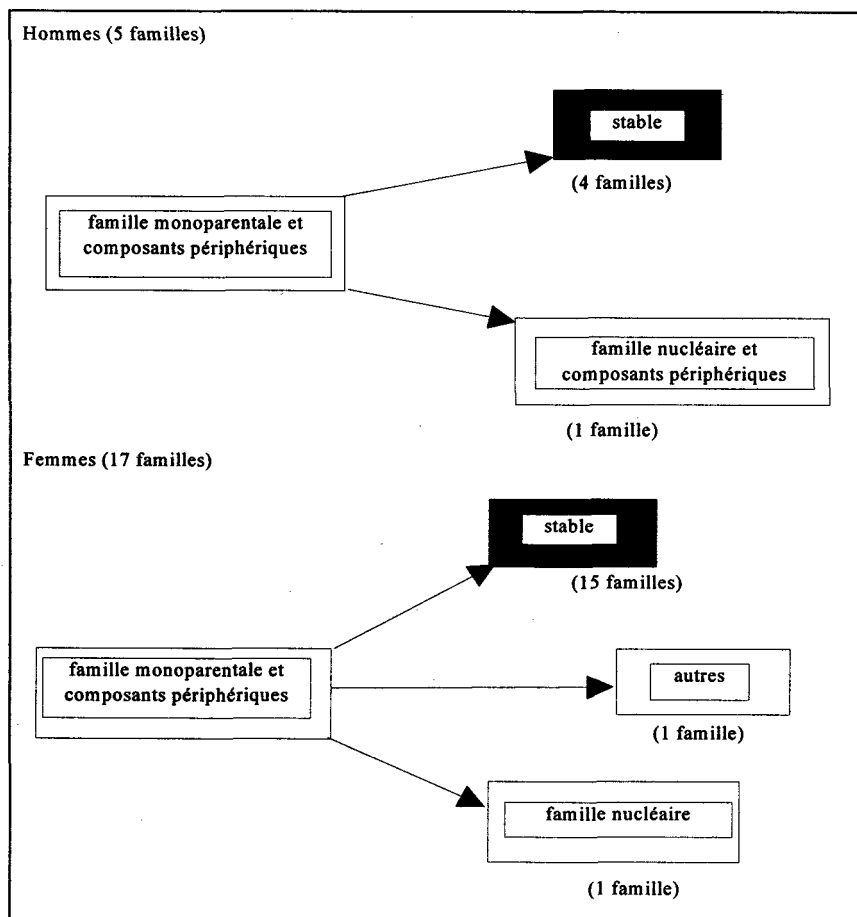 Hommes (5 familles)
stable
(4 familles)
famille monoparentale et
composants périphériques
famille nucléaire et
composants périphériques
(1 famille)
Femmes (17 familles)
stable
(15 familles)
famille monoparentale et
composants périphériques
autres
(1 famille)
famille nucléaire
(1 famille)